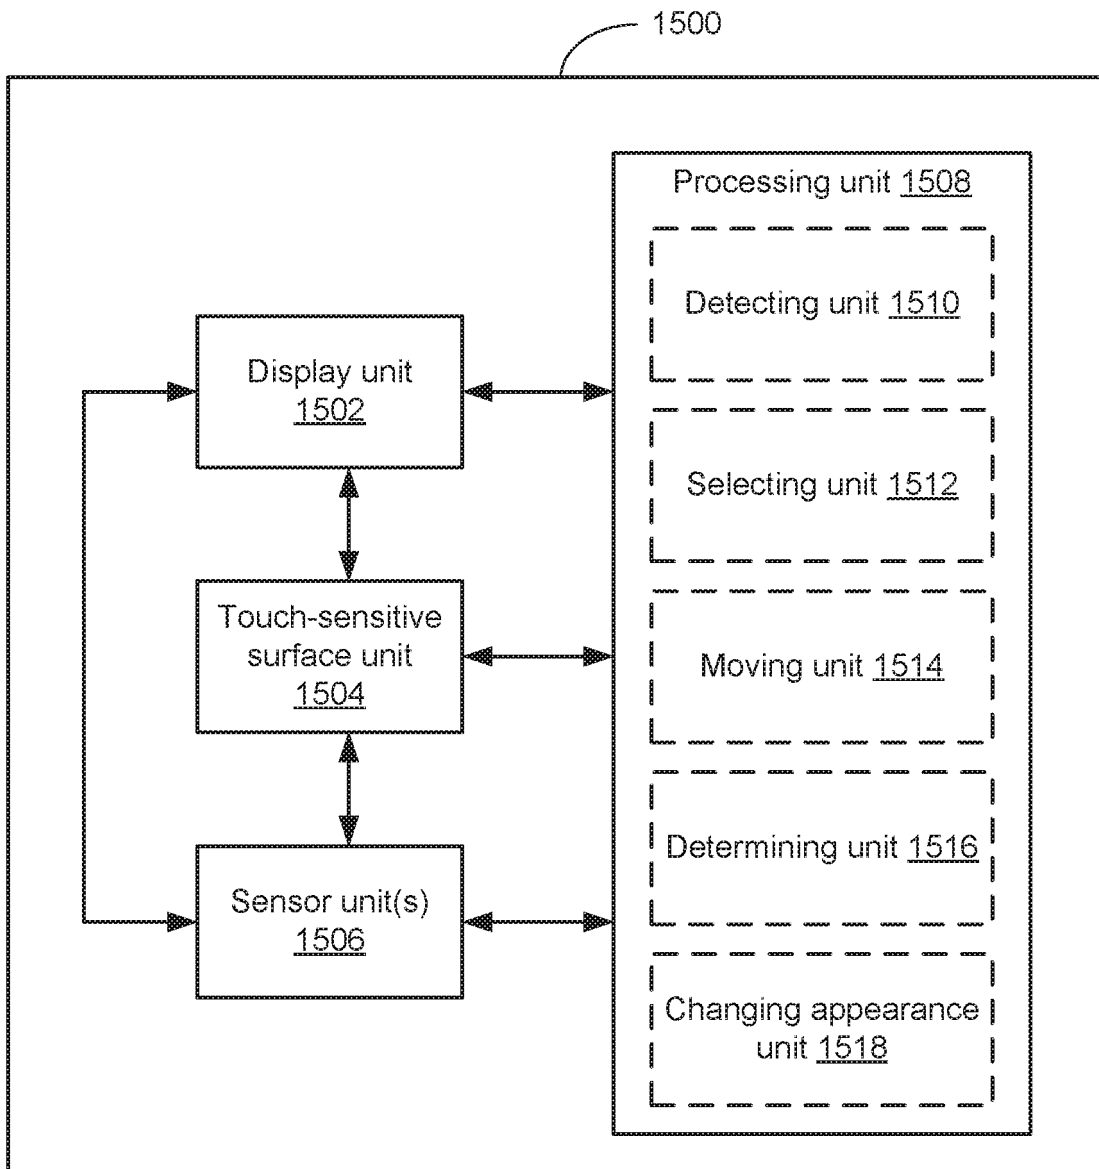 1500
Processing unit 1508
Detecting unit 1510
Display unit
1502
Selecting unit 1512
Touch-sensitive
surface unit
1504
Moving unit 1514
Determining unit 1516
Sensor unit(s)
1506
Changing appearance
unit 1518